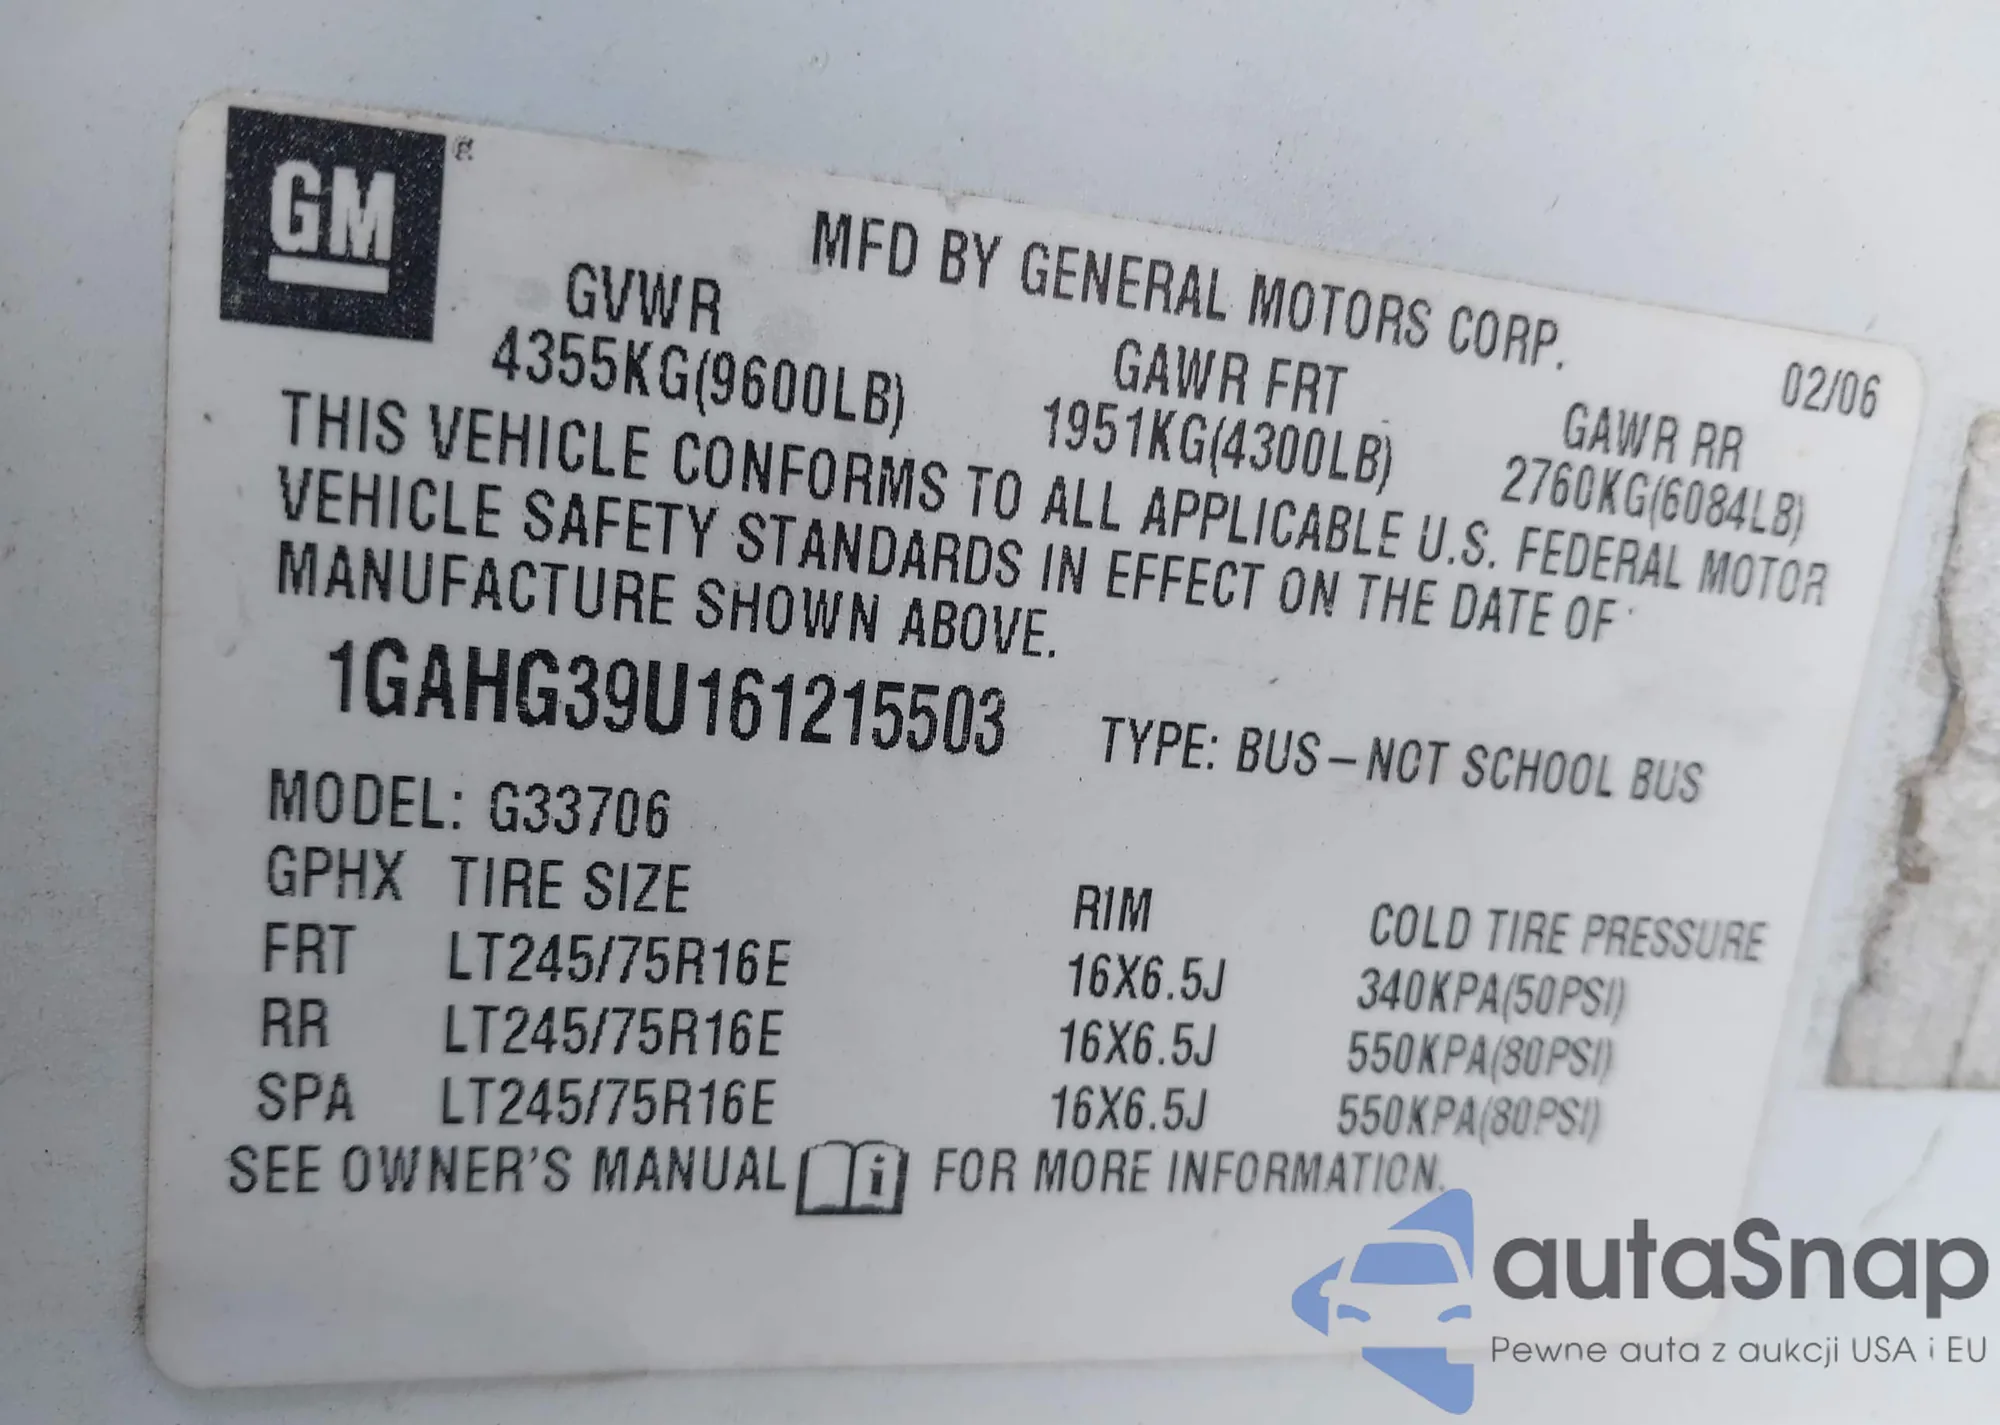 GM ®
MFD BY GENERAL MOTORS CORP.
02/06
GVWR GAWR FRT GAWR RR
4355KG(9600LB) 1951KG(4300LB) 2760KG(6084LB)
THIS VEHICLE CONFORMS TO ALL APPLICABLE U.S. FEDERAL MOTOR
VEHICLE SAFETY STANDARDS IN EFFECT ON THE DATE OF
MANUFACTURE SHOWN ABOVE.
1GAHG39U161215503 TYPE: BUS-NOT SCHOOL BUS
MODEL: G33706
GPHX TIRE SIZE RIM COLD TIRE PRESSURE
FRT LT245/75R16E 16X6.5J 340KPA(50PSI)
RR LT245/75R16E 16X6.5J 550KPA(80PSI)
SPA LT245/75R16E 16X6.5J 550KPA(80PSI)
SEE OWNER'S MANUAL i FOR MORE INFORMATION.
autaSnap
Pewne auta z aukcji USA i EU